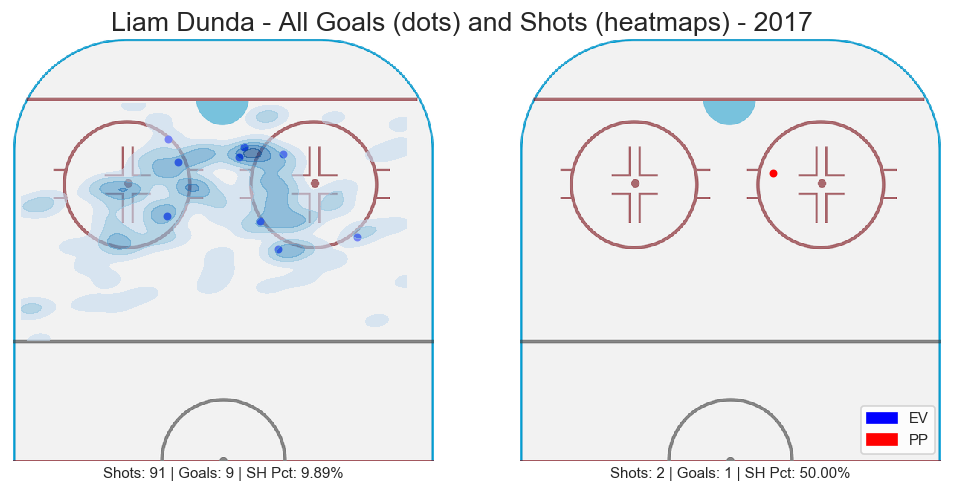 Liam Dunda - All Goals (dots) and Shots (heatmaps) - 2017
EV
PP
Shots: 91 | Goals: 9 | SH Pct: 9.89%
Shots: 2 | Goals: 1 | SH Pct: 50.00%